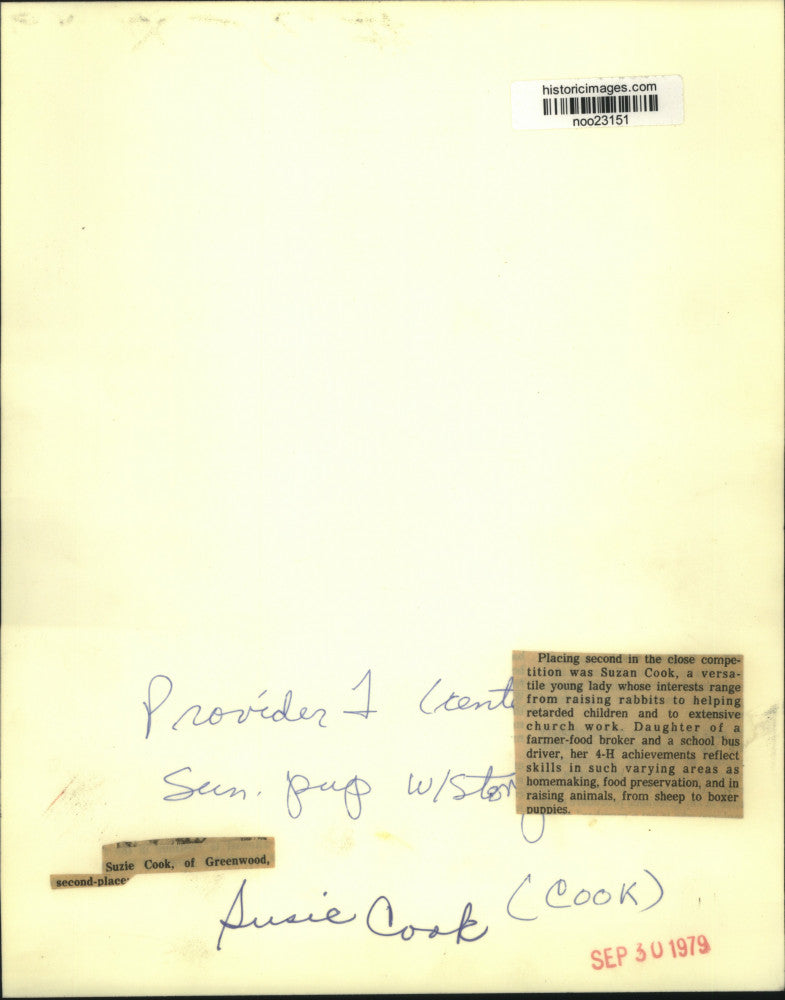 historicimages.com
noo23151
Provider I
Sun. pup w/Story
Placing second in the close compe-
tition was Suzan Cook, a versa-
tile young lady whose interests range
from raising rabbits to helping
retarded children and to extensive
church work. Daughter of a
farmer-food broker and a school bus
driver, her 4-H achievements reflect
skills in such varying areas as
homemaking, food preservation, and in
raising animals, from sheep to boxer
puppies.
Suzie Cook, of Greenwood,
second-place
Susie Cook (COOK)
SEP 30 1979